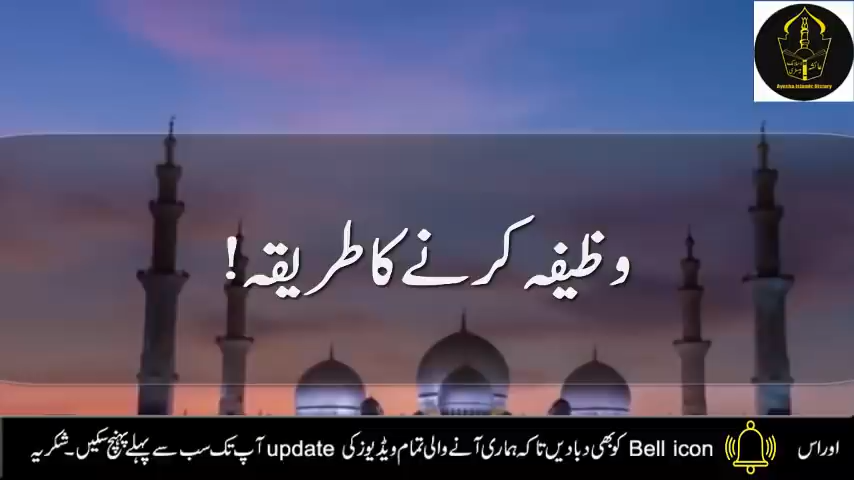 Ayesha Islamic History
وظیفہ کرنے کا طریقہ!
اور اس Bell icon کو بھی دبا دیں تاکہ ہماری آنے والی تمام ویڈیوز کی update آپ تک سب سے پہلے پہنچ سکیں۔ شکریہ